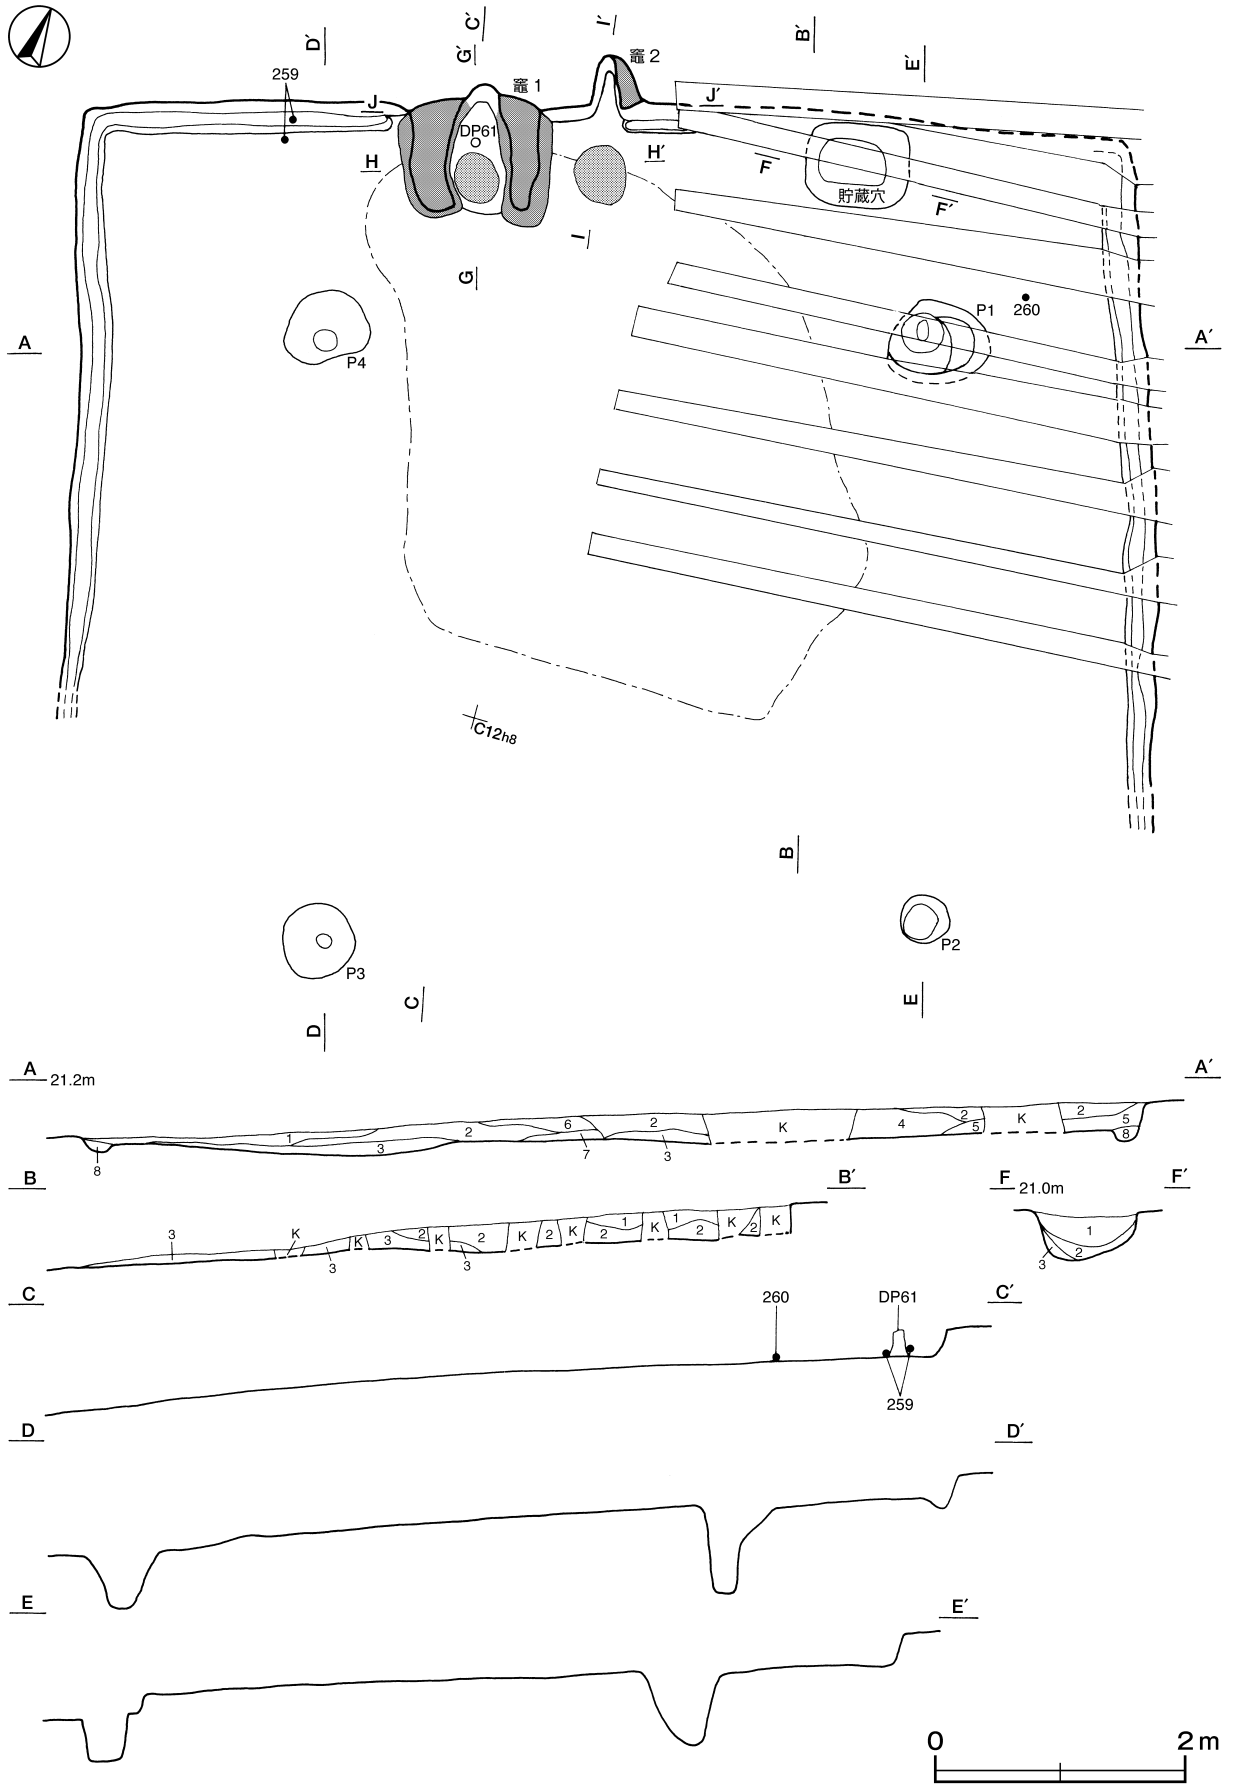 D′
G′ C′
I′
B′
E′
259
竈1
竈2
J
J′
DP61
H
H′
F
F′
貯蔵穴
I
G
P1
260
A
A′
P4
C12h8
B
P3
P2
C
D
E
A 21.2m A′
1 2 3 6 7 2 3 K 4 2 5 K 2 5 8
8
B B′
3 K 3 K 3 2 K 2 3 K 2 K 1 2 K 1 2 K 2 K
F 21.0m F′
1
2
3
C C′
260 DP61
259
D D′
E E′
0 2m